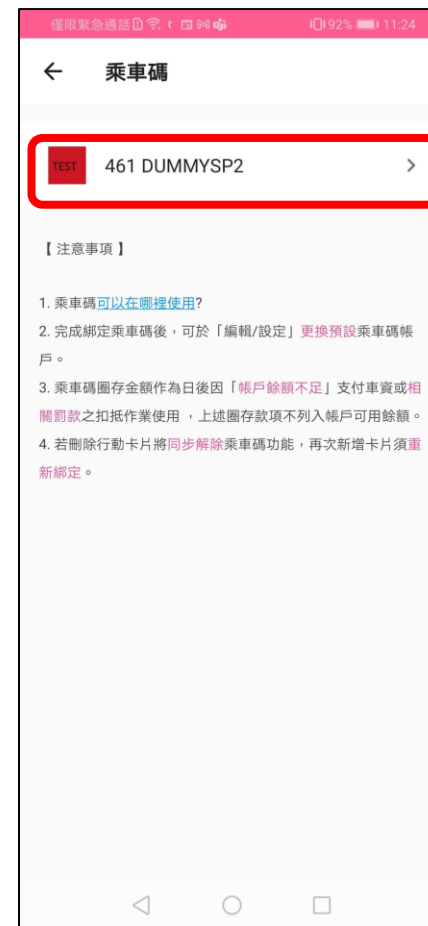 僅限緊急通話
92% 11:24
乘車碼
TEST 461 DUMMYSP2
【 注意事項 】
1. 乘車碼可以在哪裡使用?
2. 完成綁定乘車碼後，可於「編輯/設定」更換預設乘車碼帳
戶。
3. 乘車碼圈存金額作為日後因「帳戶餘額不足」支付車資或相
關罰款之扣抵作業使用 ，上述圈存款項不列入帳戶可用餘額。
4. 若刪除行動卡片將同步解除乘車碼功能，再次新增卡片須重
新綁定。